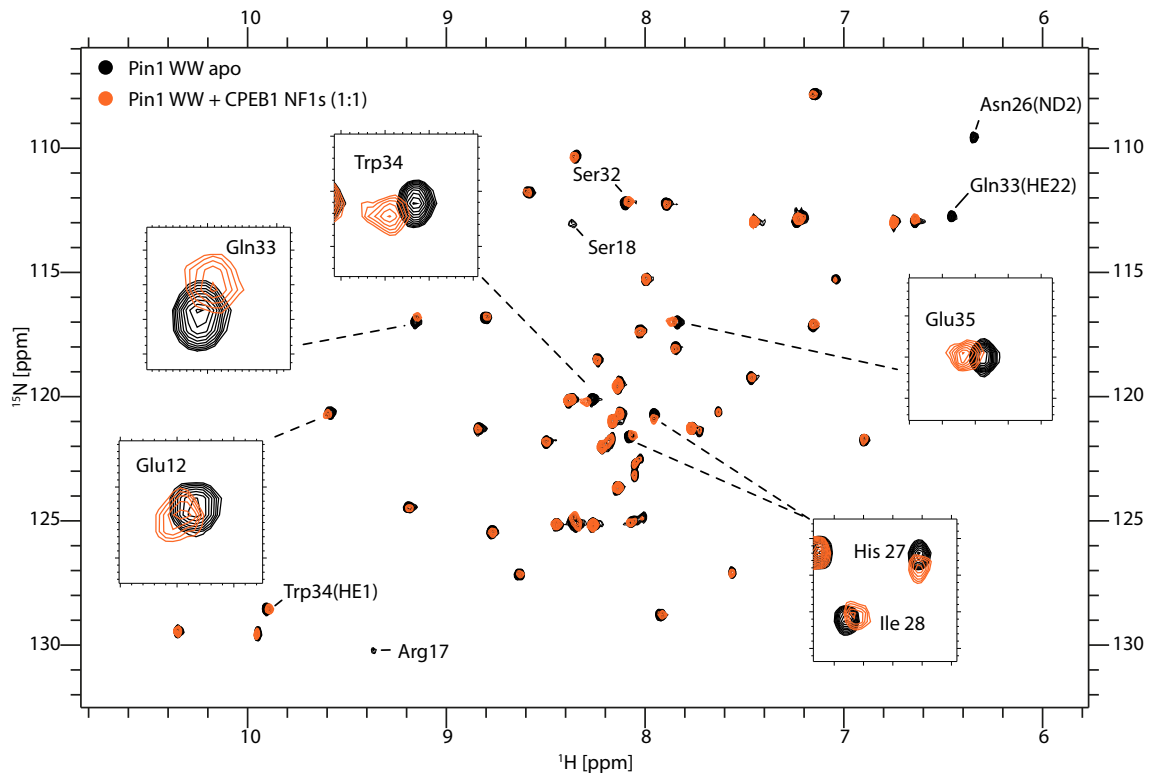 10 9 8 7 6
Pin1 WW apo
Pin1 WW + CPEB1 NF1s (1:1)
Asn26(ND2)
110 110
Trp34
Ser32
Gln33(HE22)
Ser18
Gln33
115 115
Glu35
15N [ppm]
120 120
Glu12
125 125
His 27
Trp34(HE1)
Ile 28
130 130
Arg17
10 9 8 7 6
1H [ppm]